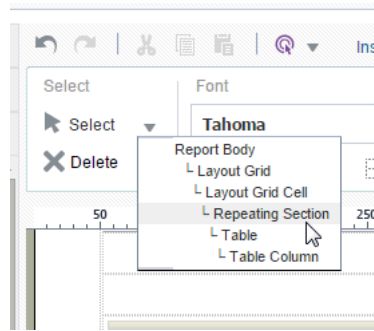 Ins
Select
Font
Select
Tahoma
Delete
Report Body
Layout Grid
Layout Grid Cell
Repeating Section
Table
Table Column
50
250